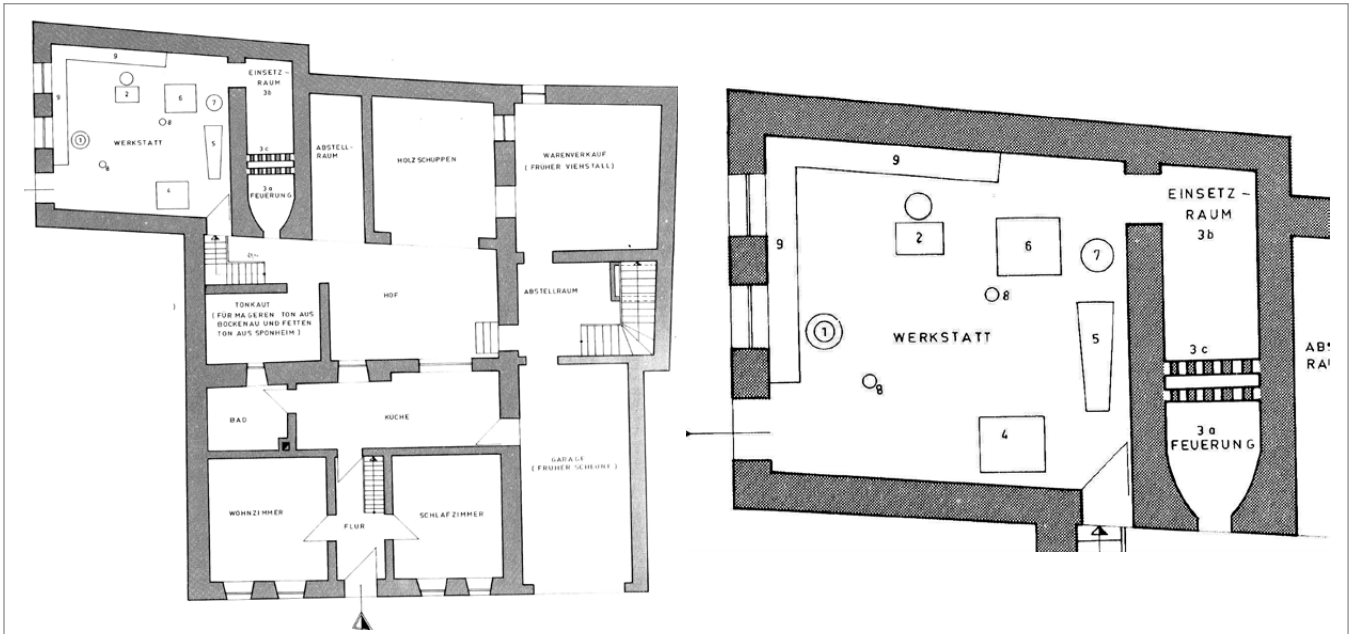 9
EINSETZ-
RAUM
3b
9
2
6
7
8
1
WERKSTATT
5
8
3c
4
3a
FEUERUNG
ABSTELL-
RAUM
HOLZSCHUPPEN
WARENVERKAUF
(FRÜHER VIEHSTALL)
TONKAUT
(FÜR MAGEREN TON AUS
BOCKENAU UND FETTEN
TON AUS SPONHEIM)
HOF
ABSTELLRAUM
BAD
KÜCHE
GARAGE
(FRÜHER SCHEUNE)
WOHNZIMMER
FLUR
SCHLAFZIMMER
9
EINSETZ-
RAUM
3b
9
2
6
7
8
1
WERKSTATT
5
8
3c
4
3a
FEUERUNG
ABS
RA